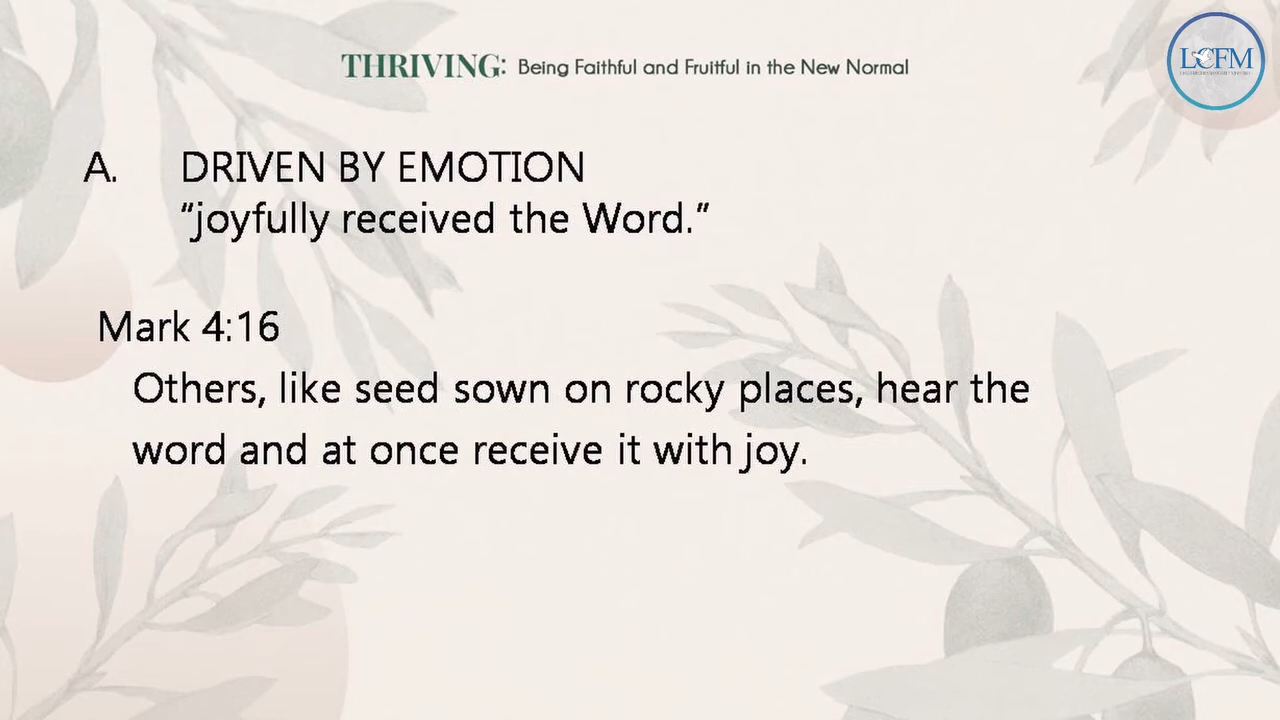 THRIVING: Being Faithful and Fruitful in the New Normal
LCFM
A. DRIVEN BY EMOTION
“joyfully received the Word.”
Mark 4:16
Others, like seed sown on rocky places, hear the
word and at once receive it with joy.